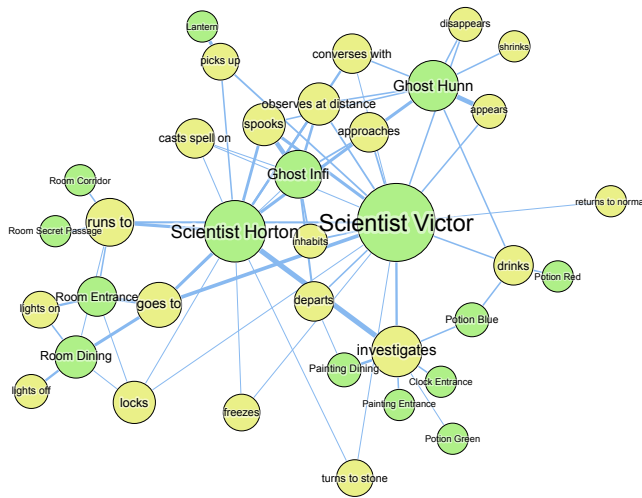 disappears
Lantern
shrinks
converses with
picks up
Ghost Hunn
observes at distance
appears
spooks
casts spell on
approaches
Ghost Infi
Room Corridor
returns to norma
runs to
Scientist Victor
Room Secret Passage
Scientist Horton
inhabits
drinks
Potion Red
Room Entrance
lights on
goes to
departs
Potion Blue
Room Dining
investigates
Painting Dining
Clock Entrance
lights off
locks
Painting Entrance
freezes
Potion Green
turns to stone